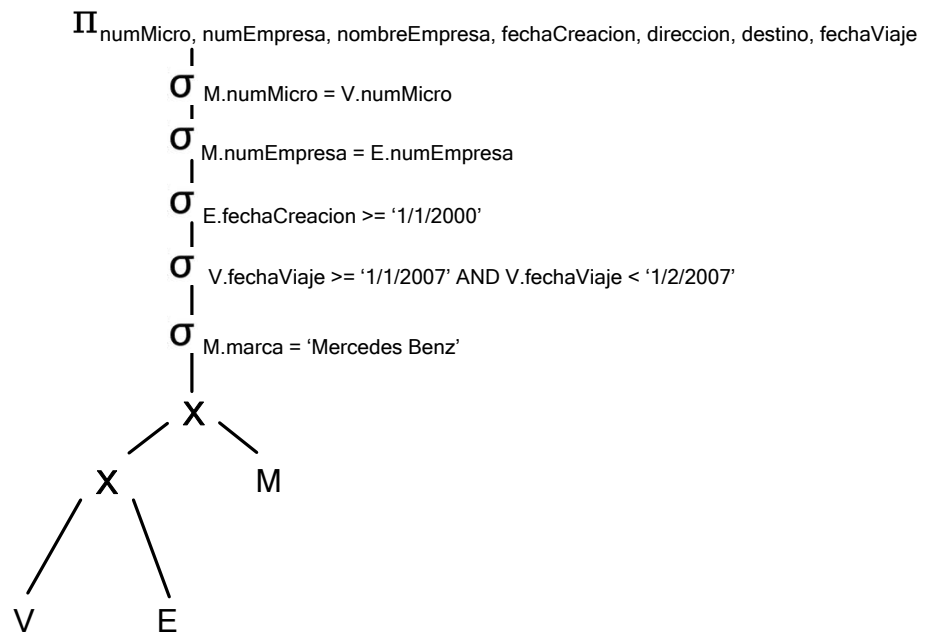 Π numMicro, numEmpresa, nombreEmpresa, fechaCreacion, direccion, destino, fechaViaje
σ M.numMicro = V.numMicro
σ M.numEmpresa = E.numEmpresa
σ E.fechaCreacion >= ‘1/1/2000’
σ V.fechaViaje >= ‘1/1/2007’ AND V.fechaViaje < ‘1/2/2007’
σ M.marca = ‘Mercedes Benz’
X
X M
V E